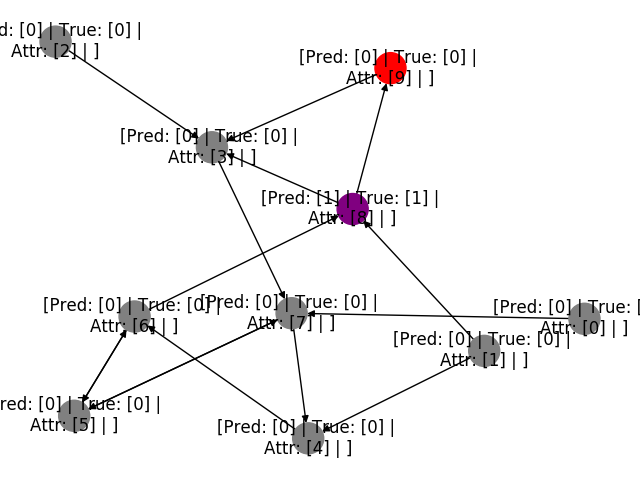 d: [0] | True: [0] |
Attr: [2] | ]
[Pred: [0] | True: [0] |
Attr: [9] | ]
[Pred: [0] | True: [0] |
Attr: [3] | ]
[Pred: [1] | True: [1] |
Attr: [8] | ]
[Pred: [0] | True: [0] |
Attr: [6] | ]
[Pred: [0] | True: [0] |
Attr: [7] | ]
[Pred: [0] | True: [
Attr: [0] | ]
[Pred: [0] | True: [0] |
Attr: [1] | ]
red: [0] | True: [0] |
Attr: [5] | ]
[Pred: [0] | True: [0] |
Attr: [4] | ]